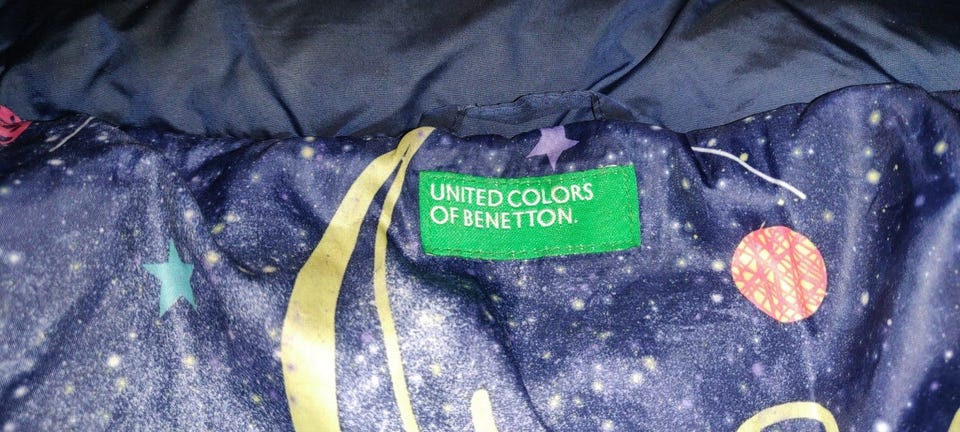 UNITED COLORS
OF BENETTON.